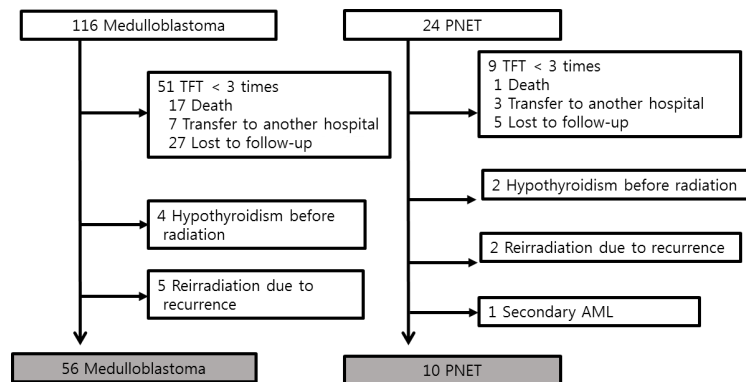 116 Medulloblastoma
51 TFT < 3 times
17 Death
7 Transfer to another hospital
27 Lost to follow-up
4 Hypothyroidism before
radiation
5 Reirradiation due to
recurrence
56 Medulloblastoma
24 PNET
9 TFT < 3 times
1 Death
3 Transfer to another hospital
5 Lost to follow-up
2 Hypothyroidism before radiation
2 Reirradiation due to recurrence
1 Secondary AML
10 PNET